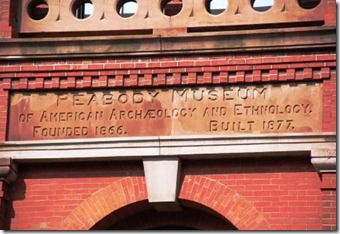 PEABODY MUSEUM
OF AMERICAN ARCHÆOLOGY AND ETHNOLOGY.
FOUNDED 1866. BUILT 1877.